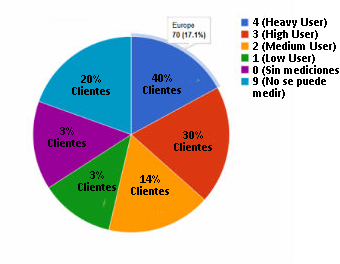 Europe
70 (17.1%)
4 (Heavy User)
3 (High User)
2 (Medium User)
1 (Low User)
0 (Sin mediciones
9 (No se puede
medir)
40%
Clientes
30%
Clientes
14%
Clientes
3%
Clientes
3%
Clientes
20%
Clientes